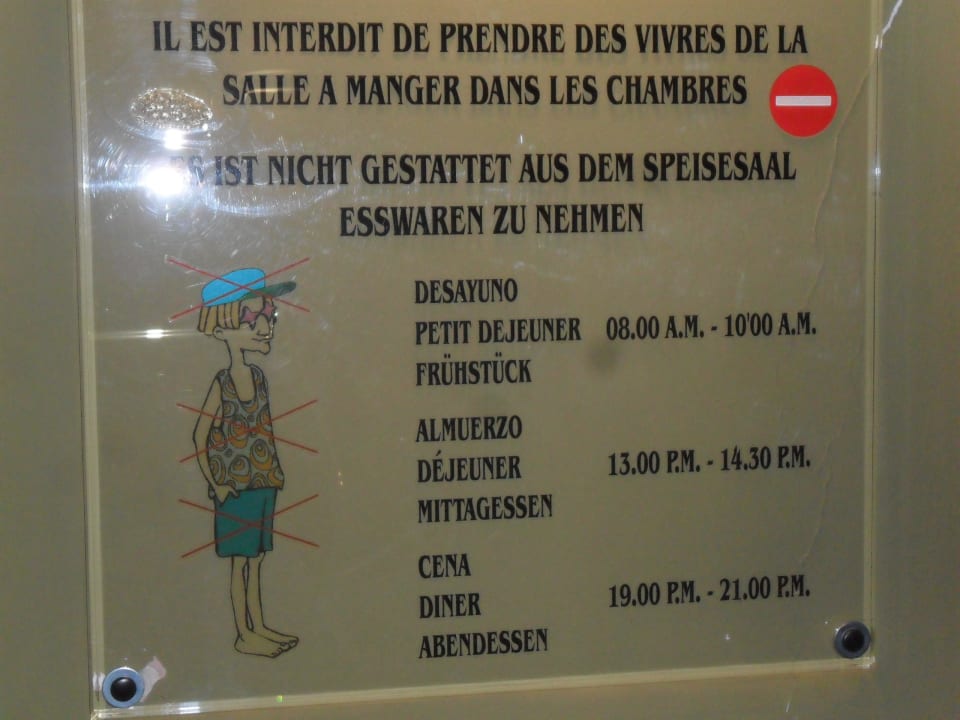 IL EST INTERDIT DE PRENDRE DES VIVRES DE LA
SALLE A MANGER DANS LES CHAMBRES
ES IST NICHT GESTATTET AUS DEM SPEISESAAL
ESSWAREN ZU NEHMEN
DESAYUNO
PETIT DEJEUNER 08.00 A.M. - 10'00 A.M.
FRÜHSTÜCK
ALMUERZO
DÉJEUNER 13.00 P.M. - 14.30 P.M.
MITTAGESSEN
CENA
DINER 19.00 P.M. - 21.00 P.M.
ABENDESSEN